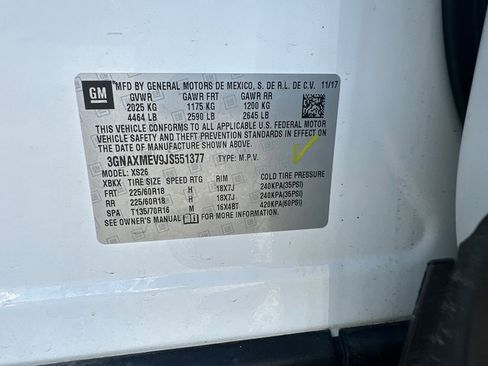 GM
MFD BY GENERAL MOTORS DE MEXICO, S. DE R.L. DE C.V. 11/17
GVWR GAWR FRT GAWR RR
2025 KG 1175 KG 1200 KG
4464 LB 2590 LB 2645 LB
THIS VEHICLE CONFORMS TO ALL APPLICABLE U.S. FEDERAL MOTOR
VEHICLE SAFETY, BUMPER, AND THEFT PREVENTION STANDARDS IN EFFECT ON
THE DATE OF MANUFACTURE SHOWN ABOVE.
3GNAXMEV9JS551377 TYPE: M.P.V.
MODEL: XS26
XBKX TIRE SIZE SPEED RTG RIM COLD TIRE PRESSURE
FRT 225/60R18 H 18X7J 240KPA(35PSI)
RR 225/60R18 H 18X7J 240KPA(35PSI)
SPA T135/70R16 M 16X4BT 420KPA(60PSI)
SEE OWNER'S MANUAL FOR MORE INFORMATION.